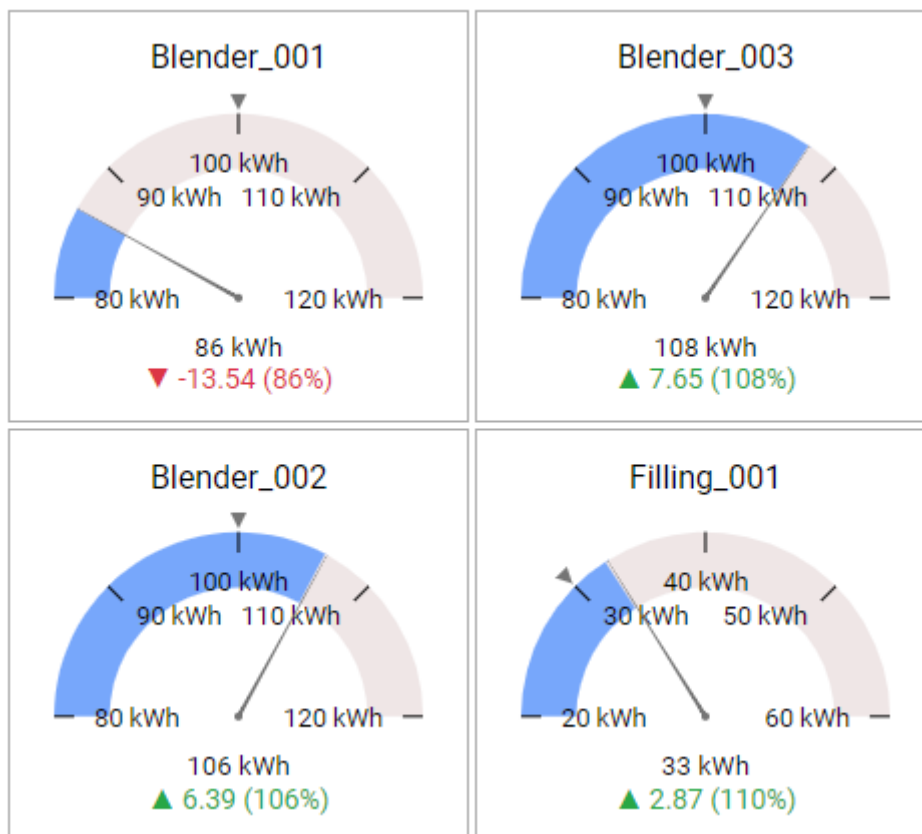 Blender_001
100 kWh
90 kWh 110 kWh
80 kWh 120 kWh
86 kWh
▼ -13.54 (86%)
Blender_003
100 kWh
90 kWh 110 kWh
80 kWh 120 kWh
108 kWh
▲ 7.65 (108%)
Blender_002
100 kWh
90 kWh 110 kWh
80 kWh 120 kWh
106 kWh
▲ 6.39 (106%)
Filling_001
40 kWh
30 kWh 50 kWh
20 kWh 60 kWh
33 kWh
▲ 2.87 (110%)